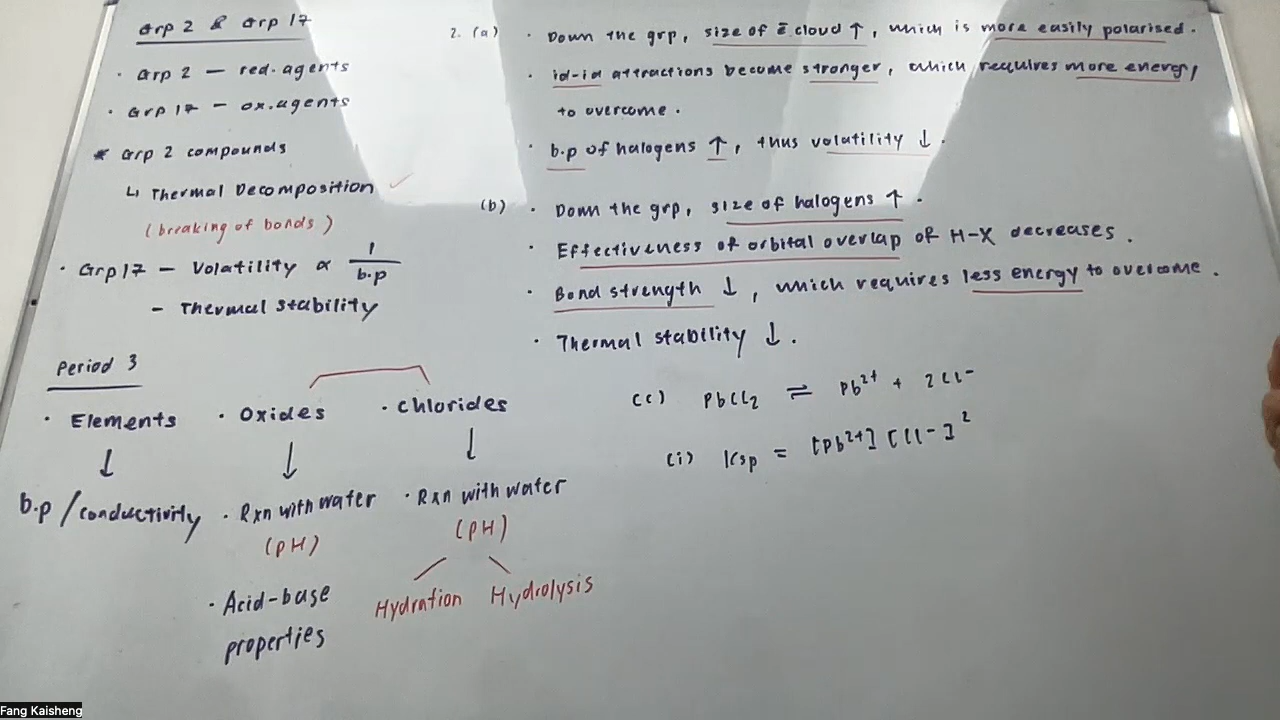 Grp 2 & Grp 17
· Grp 2 — red. agents
· Grp 17 — ox. agents
* Grp 2 compounds
↳ Thermal Decomposition ✓
(breaking of bonds)
· Grp 17 — Volatility ∝ 1/b.p
— Thermal stability
Period 3
· Elements
↓
b.p / conductivity
· Oxides
↓
· Rxn with water
(pH)
· Acid-base
properties
· Chlorides
↓
· Rxn with water
(pH)
Hydration Hydrolysis
2. (a) · Down the grp, size of ē cloud ↑, which is more easily polarised.
· id-id attractions become stronger, which requires more energy
to overcome.
· b.p of halogens ↑, thus volatility ↓.
(b) · Down the grp, size of halogens ↑.
· Effectiveness of orbital overlap of H-X decreases.
· Bond strength ↓, which requires less energy to overcome.
· Thermal stability ↓.
(c) PbCl₂ ⇌ Pb²⁺ + 2Cl⁻
(i) Ksp = [Pb²⁺][Cl⁻]²
Fang Kaisheng